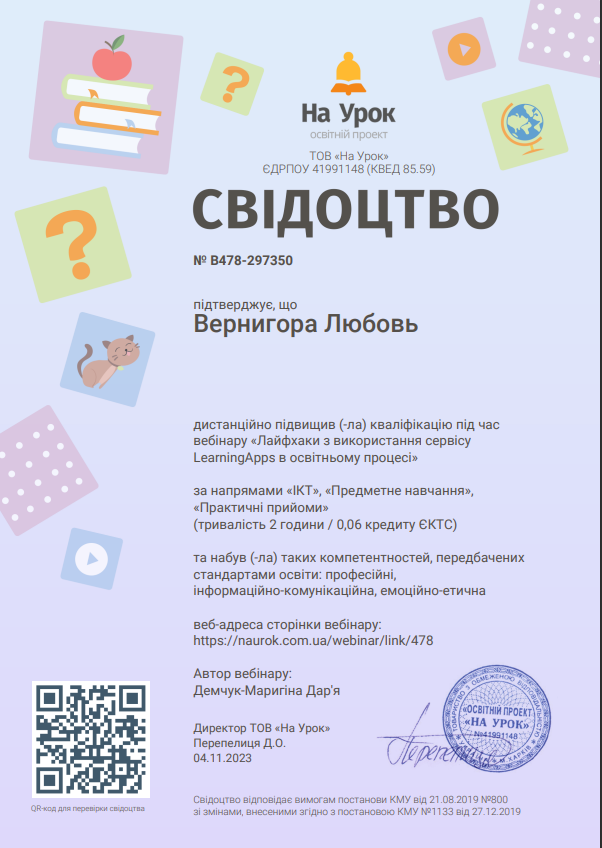 На Урок
освітній проект
ТОВ «На Урок»
ЄДРПОУ 41991148 (КВЕД 85.59)
СВІДОЦТВО
№ B478-297350
підтверджує, що
Вернигора Любовь
дистанційно підвищив (-ла) кваліфікацію під час
вебінару «Лайфхаки з використання сервісу
LearningApps в освітньому процесі»
за напрямами «ІКТ», «Предметне навчання»,
«Практичні прийоми»
(тривалість 2 години / 0,06 кредиту ЄКТС)
та набув (-ла) таких компетентностей, передбачених
стандартами освіти: професійні,
інформаційно-комунікаційна, емоційно-етична
веб-адреса сторінки вебінару:
https://naurok.com.ua/webinar/link/478
Автор вебінару:
Демчук-Маригіна Дар'я
Директор ТОВ «На Урок»
Перепелиця Д.О.
04.11.2023
ТОВАРИСТВО З ОБМЕЖЕНОЮ ВІДПОВІДАЛЬНІСТЮ
«ОСВІТНІЙ ПРОЕКТ
«НА УРОК»
№41991148
М.ХАРКІВ
QR-код для перевірки свідоцтва
Свідоцтво відповідає вимогам постанови КМУ від 21.08.2019 №800
зі змінами, внесеними згідно з постановою КМУ №1133 від 27.12.2019